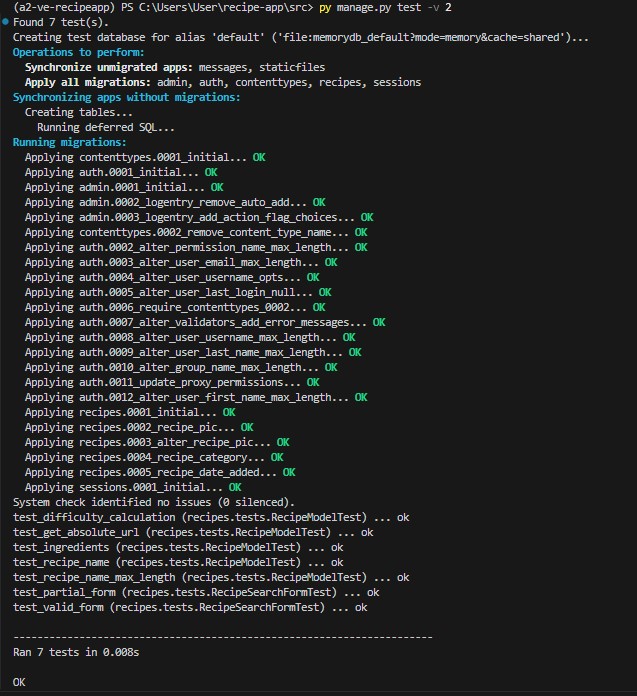 (a2-ve-recipeapp) PS C:\Users\User\recipe-app\src> py manage.py test -v 2
Found 7 test(s).
Creating test database for alias 'default' ('file:memorydb_default?mode=memory&cache=shared')...
Operations to perform:
  Synchronize unmigrated apps: messages, staticfiles
  Apply all migrations: admin, auth, contenttypes, recipes, sessions
Synchronizing apps without migrations:
  Creating tables...
    Running deferred SQL...
Running migrations:
  Applying contenttypes.0001_initial... OK
  Applying auth.0001_initial... OK
  Applying admin.0001_initial... OK
  Applying admin.0002_logentry_remove_auto_add... OK
  Applying admin.0003_logentry_add_action_flag_choices... OK
  Applying contenttypes.0002_remove_content_type_name... OK
  Applying auth.0002_alter_permission_name_max_length... OK
  Applying auth.0003_alter_user_email_max_length... OK
  Applying auth.0004_alter_user_username_opts... OK
  Applying auth.0005_alter_user_last_login_null... OK
  Applying auth.0006_require_contenttypes_0002... OK
  Applying auth.0007_alter_validators_add_error_messages... OK
  Applying auth.0008_alter_user_username_max_length... OK
  Applying auth.0009_alter_user_last_name_max_length... OK
  Applying auth.0010_alter_group_name_max_length... OK
  Applying auth.0011_update_proxy_permissions... OK
  Applying auth.0012_alter_user_first_name_max_length... OK
  Applying recipes.0001_initial... OK
  Applying recipes.0002_recipe_pic... OK
  Applying recipes.0003_alter_recipe_pic... OK
  Applying recipes.0004_recipe_category... OK
  Applying recipes.0005_recipe_date_added... OK
  Applying sessions.0001_initial... OK
System check identified no issues (0 silenced).
test_difficulty_calculation (recipes.tests.RecipeModelTest) ... ok
test_get_absolute_url (recipes.tests.RecipeModelTest) ... ok
test_ingredients (recipes.tests.RecipeModelTest) ... ok
test_recipe_name (recipes.tests.RecipeModelTest) ... ok
test_recipe_name_max_length (recipes.tests.RecipeModelTest) ... ok
test_partial_form (recipes.tests.RecipeSearchFormTest) ... ok
test_valid_form (recipes.tests.RecipeSearchFormTest) ... ok
----------------------------------------------------------------------
Ran 7 tests in 0.008s
OK